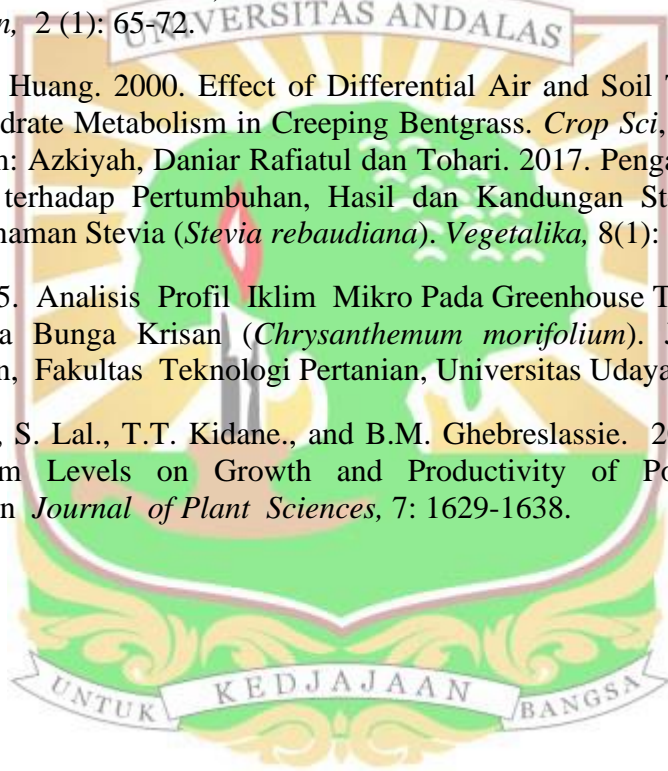 n, 2 (1): 65-72.
UNIVERSITAS ANDALAS
Huang. 2000. Effect of Differential Air and Soil
drate Metabolism in Creeping Bentgrass. Crop Sci,
n: Azkiyah, Daniar Rafiatul dan Tohari. 2017. Penga
terhadap Pertumbuhan, Hasil dan Kandungan St
naman Stevia (Stevia rebaudiana). Vegetalika, 8(1):
5. Analisis Profil Iklim Mikro Pada Greenhouse T
a Bunga Krisan (Chrysanthemum morifolium).
n, Fakultas Teknologi Pertanian, Universitas Udaya
, S. Lal., T.T. Kidane., and B.M. Ghebreslassie. 2
m Levels on Growth and Productivity of Po
n Journal of Plant Sciences, 7: 1629-1638.
UNTUK KEDJAJAAN BANGSA